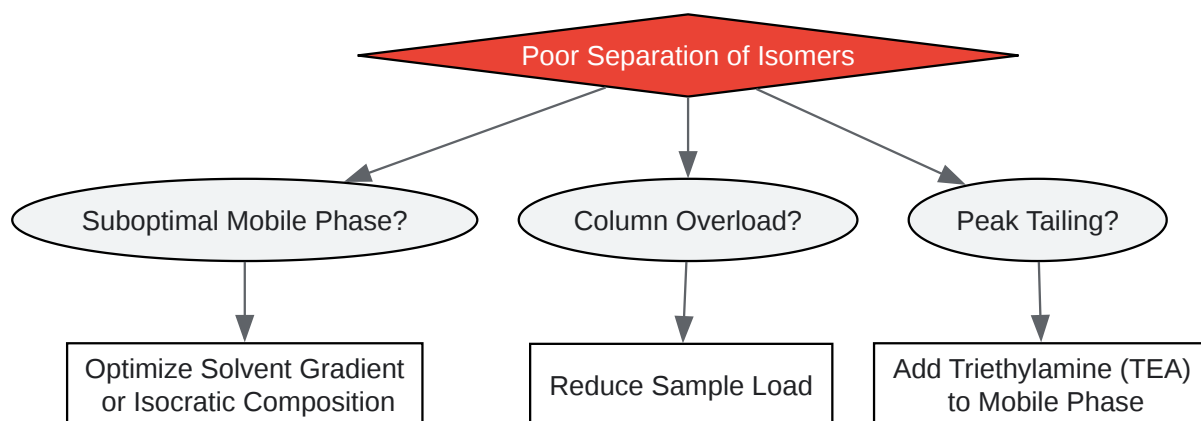 Poor Separation of Isomers
Suboptimal Mobile Phase?
Column Overload?
Peak Tailing?
Optimize Solvent Gradient
or Isocratic Composition
Reduce Sample Load
Add Triethylamine (TEA)
to Mobile Phase